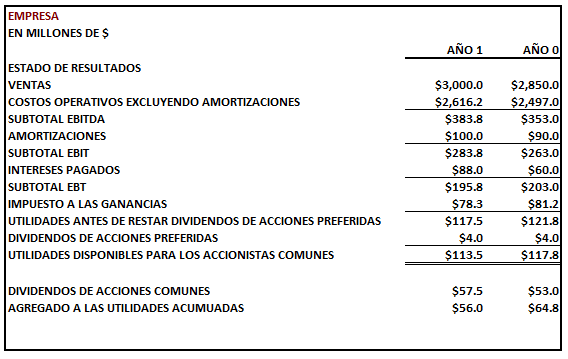 EMPRESA
EN MILLONES DE $
AÑO 1 AÑO 0
ESTADO DE RESULTADOS
VENTAS $3,000.0 $2,850.0
COSTOS OPERATIVOS EXCLUYENDO AMORTIZACIONES $2,616.2 $2,497.0
SUBTOTAL EBITDA $383.8 $353.0
AMORTIZACIONES $100.0 $90.0
SUBTOTAL EBIT $283.8 $263.0
INTERESES PAGADOS $88.0 $60.0
SUBTOTAL EBT $195.8 $203.0
IMPUESTO A LAS GANANCIAS $78.3 $81.2
UTILIDADES ANTES DE RESTAR DIVIDENDOS DE ACCIONES PREFERIDAS $117.5 $121.8
DIVIDENDOS DE ACCIONES PREFERIDAS $4.0 $4.0
UTILIDADES DISPONIBLES PARA LOS ACCIONISTAS COMUNES $113.5 $117.8
DIVIDENDOS DE ACCIONES COMUNES $57.5 $53.0
AGREGADO A LAS UTILIDADES ACUMUADAS $56.0 $64.8